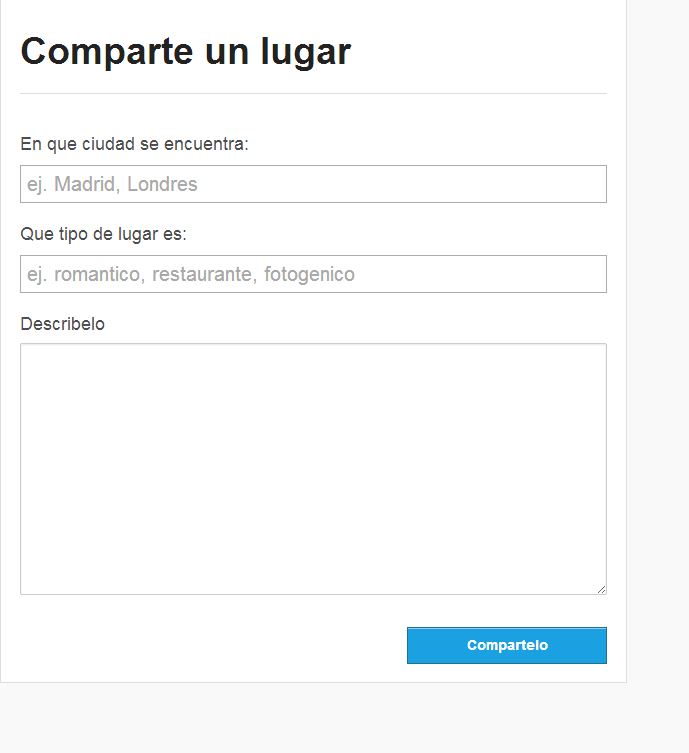 Comparte un lugar
En que ciudad se encuentra:
ej. Madrid, Londres
Que tipo de lugar es:
ej. romantico, restaurante, fotogenico
Describelo
Compartelo